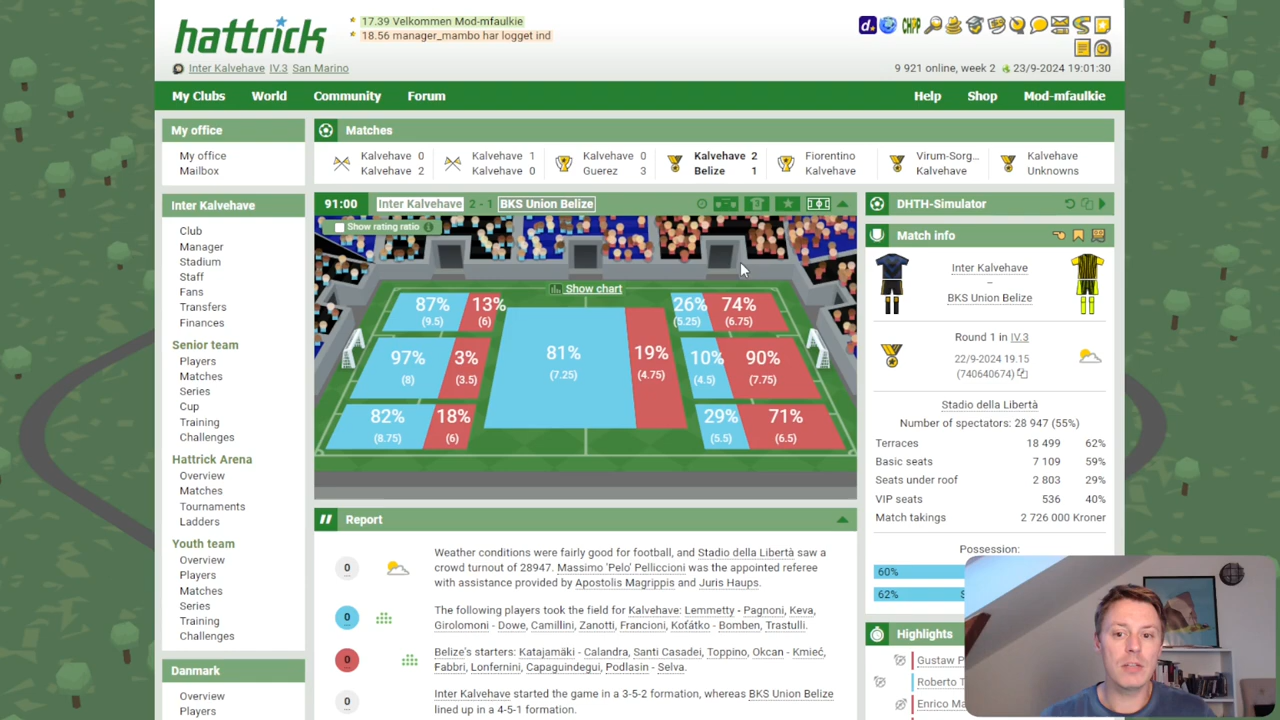 hattrick
17.39 Velkommen Mod-mfaulkie
18.56 manager_mambo har logget ind
d.
CHPP
Inter Kalvehave IV.3 San Marino
9 921 online, week 2 23/9-2024 19:01:30
My Clubs World Community Forum Help Shop Mod-mfaulkie
My office
My office
Mailbox
Inter Kalvehave
Club
Manager
Stadium
Staff
Fans
Transfers
Finances
Senior team
Players
Matches
Series
Cup
Training
Challenges
Hattrick Arena
Overview
Matches
Tournaments
Ladders
Youth team
Overview
Players
Matches
Series
Training
Challenges
Danmark
Overview
Players
Matches
Kalvehave 0
Kalvehave 2
Kalvehave 1
Kalvehave 0
Kalvehave 0
Guerez 3
Kalvehave 2
Belize 1
Fiorentino
Kalvehave
Virum-Sorg...
Kalvehave
Kalvehave
Unknowns
91:00 Inter Kalvehave 2 - 1 BKS Union Belize
Show rating ratio
Show chart
87% 13% 26% 74%
(9.5) (6) (5.25) (6.75)
97% 3% 81% 19% 10% 90%
(8) (3.5) (7.25) (4.75) (4.5) (7.75)
82% 18% 29% 71%
(8.75) (6) (5.5) (6.5)
Report
0 Weather conditions were fairly good for football, and Stadio della Libertà saw a
crowd turnout of 28947. Massimo 'Pelo' Pelliccioni was the appointed referee
with assistance provided by Apostolis Magrippis and Juris Haups.
0 The following players took the field for Kalvehave: Lemmetty - Pagnoni, Keva,
Girolomoni - Dowe, Camillini, Zanotti, Francioni, Koťátko - Bomben, Trastulli.
0 Belize's starters: Katajamäki - Calandra, Santi Casadei, Toppino, Okcan - Kmieć,
Fabbri, Lonfernini, Capaguindegui, Podlasin - Selva.
0 Inter Kalvehave started the game in a 3-5-2 formation, whereas BKS Union Belize
lined up in a 4-5-1 formation.
DHTH-Simulator
Match info
Inter Kalvehave
–
BKS Union Belize
Round 1 in IV.3
22/9-2024 19.15
(740640674)
Stadio della Libertà
Number of spectators: 28 947 (55%)
Terraces 18 499 62%
Basic seats 7 109 59%
Seats under roof 2 803 29%
VIP seats 536 40%
Match takings 2 726 000 Kroner
Possession:
60%
62%
Highlights
Gustaw P
Roberto T
Enrico Ma